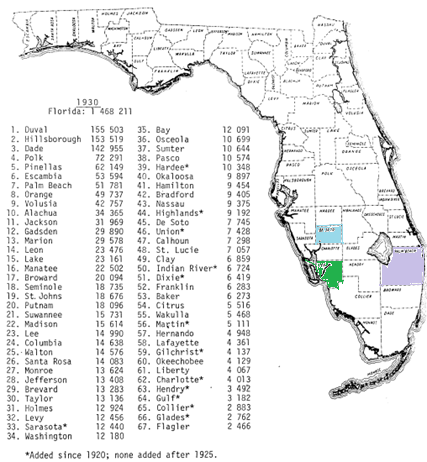 1930
Florida: 1 468 211
1. Duval 155 503
2. Hillsborough 153 519
3. Dade 142 955
4. Polk 72 291
5. Pinellas 62 149
6. Escambia 53 594
7. Palm Beach 51 781
8. Orange 49 737
9. Volusia 42 757
10. Alachua 34 365
11. Jackson 31 969
12. Gadsden 29 890
13. Marion 29 578
14. Leon 23 476
15. Lake 23 161
16. Manatee 22 502
17. Broward 20 094
18. Seminole 18 735
19. St. Johns 18 676
20. Putnam 18 096
21. Suwannee 15 731
22. Madison 15 614
23. Lee 14 990
24. Columbia 14 638
25. Walton 14 576
26. Santa Rosa 14 083
27. Monroe 13 624
28. Jefferson 13 408
29. Brevard 13 283
30. Taylor 13 136
31. Holmes 12 924
32. Levy 12 456
33. Sarasota* 12 440
34. Washington 12 180
35. Bay 12 091
36. Osceola 10 699
37. Sumter 10 644
38. Pasco 10 574
39. Hardee* 10 348
40. Okaloosa 9 897
41. Hamilton 9 454
42. Bradford 9 405
43. Nassau 9 375
44. Highlands* 9 192
45. De Soto 7 745
46. Union* 7 428
47. Calhoun 7 298
48. St. Lucie 7 057
49. Clay 6 859
50. Indian River* 6 724
51. Dixie* 6 419
52. Franklin 6 283
53. Baker 6 273
54. Citrus 5 516
55. Wakulla 5 468
56. Martin* 5 111
57. Hernando 4 948
58. Lafayette 4 361
59. Gilchrist* 4 137
60. Okeechobee 4 129
61. Liberty 4 067
62. Charlotte* 4 013
63. Hendry* 3 492
64. Gulf* 3 182
65. Collier* 2 883
66. Glades* 2 762
67. Flagler 2 466
*Added since 1920; none added after 1925.
HOLMES
JACKSON
FRANKLIN
TAYLOR
LEVY
MARION
POLK
HENDRY
COLLIER
BROWARD
DADE